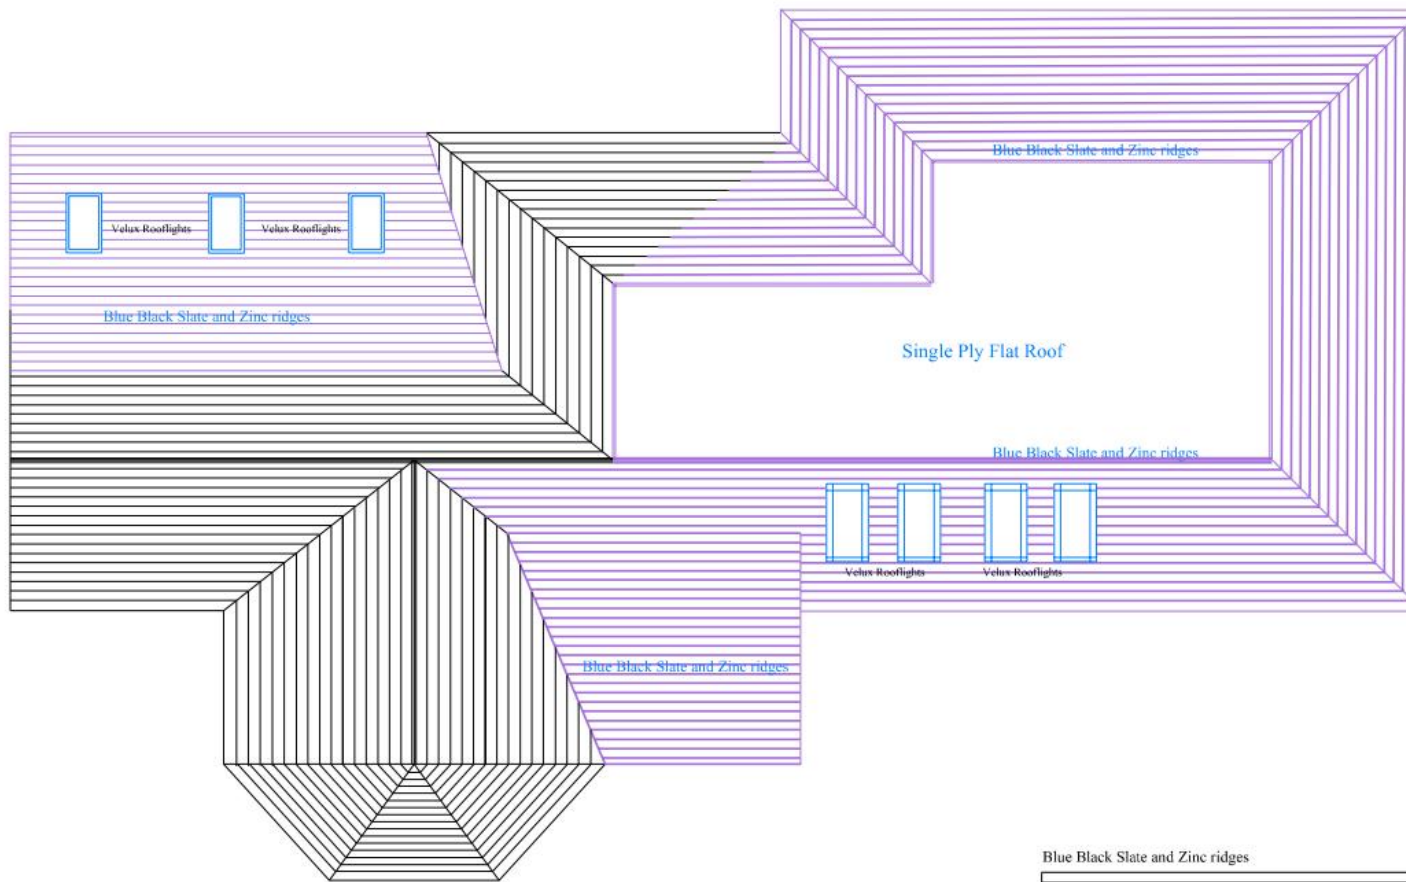 Blue Black Slate and Zinc ridges
Velux Rooflights
Velux Rooflights
Blue Black Slate and Zinc ridges
Single Ply Flat Roof
Blue Black Slate and Zinc ridges
Velux Rooflights
Velux Rooflights
Blue Black Slate and Zinc ridges
Blue Black Slate and Zinc ridges